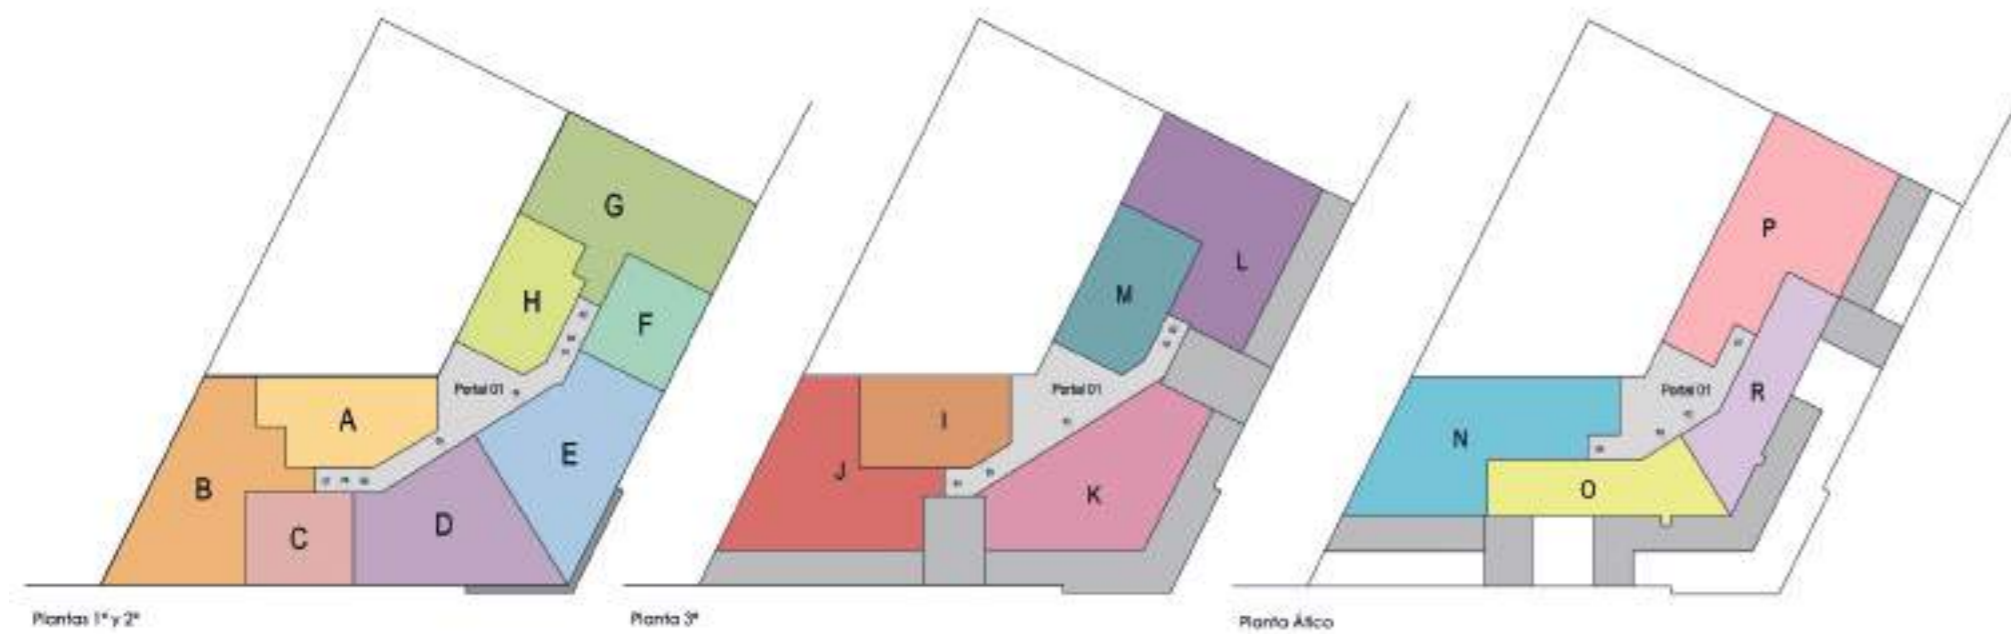 G
H
F
Portal 01
A
E
B
D
C
Plantas 1ª y 2ª
L
M
Portal 01
I
J
K
Planta 3ª
P
Portal 01
R
N
O
Planta Ático